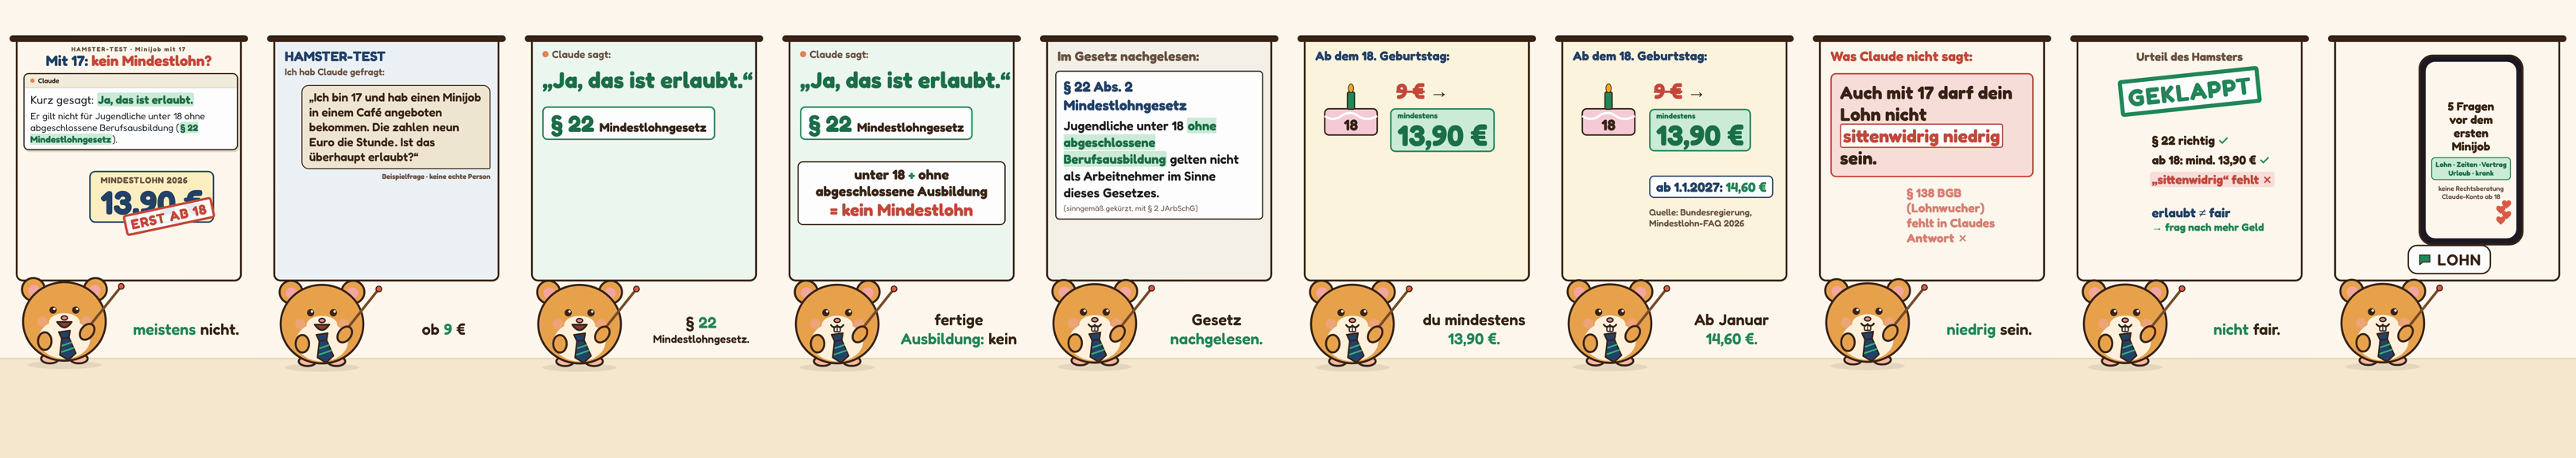 HAMSTER-TEST · Minijob mit 17
Mit 17: kein Mindestlohn?
Claude
Kurz gesagt: Ja, das ist erlaubt.
Er gilt nicht für Jugendliche unter 18 ohne
abgeschlossene Berufsausbildung (§ 22
Mindestlohngesetz).
MINDESTLOHN 2026
13,90 €
ERST AB 18
meistens nicht.
HAMSTER-TEST
Ich hab Claude gefragt:
„Ich bin 17 und hab einen Minijob
in einem Café angeboten
bekommen. Die zahlen neun
Euro die Stunde. Ist das
überhaupt erlaubt?“
Beispielfrage · keine echte Person
ob 9 €
Claude sagt:
„Ja, das ist erlaubt.“
§ 22 Mindestlohngesetz
§ 22
Mindestlohngesetz.
Claude sagt:
„Ja, das ist erlaubt.“
§ 22 Mindestlohngesetz
unter 18 + ohne
abgeschlossene Ausbildung
= kein Mindestlohn
fertige
Ausbildung: kein
Im Gesetz nachgelesen:
§ 22 Abs. 2
Mindestlohngesetz
Jugendliche unter 18 ohne
abgeschlossene
Berufsausbildung gelten nicht
als Arbeitnehmer im Sinne
dieses Gesetzes.
(sinngemäß gekürzt, mit § 2 JArbSchG)
Gesetz
nachgelesen.
Ab dem 18. Geburtstag:
18
9 € →
mindestens
13,90 €
du mindestens
13,90 €.
Ab dem 18. Geburtstag:
18
9 € →
mindestens
13,90 €
ab 1.1.2027: 14,60 €
Quelle: Bundesregierung,
Mindestlohn-FAQ 2026
Ab Januar
14,60 €.
Was Claude nicht sagt:
Auch mit 17 darf dein
Lohn nicht
sittenwidrig niedrig
sein.
§ 138 BGB
(Lohnwucher)
fehlt in Claudes
Antwort ×
niedrig sein.
Urteil des Hamsters
GEKLAPPT
§ 22 richtig ✓
ab 18: mind. 13,90 € ✓
„sittenwidrig“ fehlt ×
erlaubt ≠ fair
→ frag nach mehr Geld
nicht fair.
5 Fragen
vor dem
ersten
Minijob
Lohn · Zeiten · Vertrag
Urlaub · krank
keine Rechtsberatung
Claude-Konto ab 18
LOHN